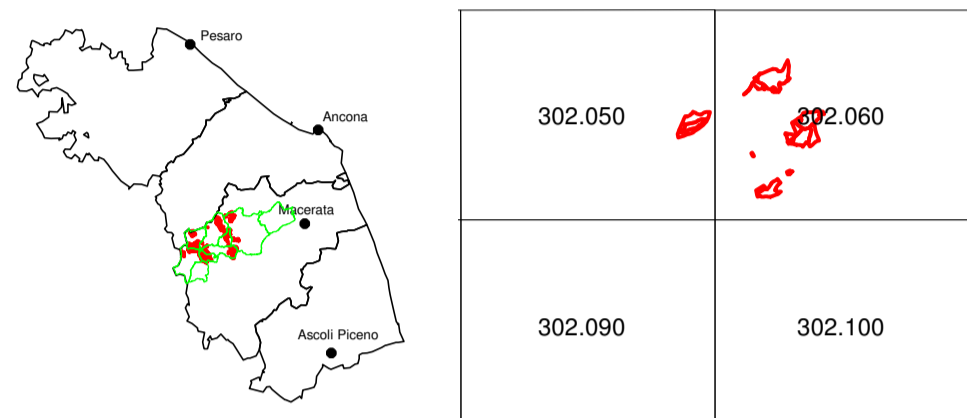 Pesaro
Ancona
Macerata
Ascoli Piceno
302.050
302.060
302.090
302.100